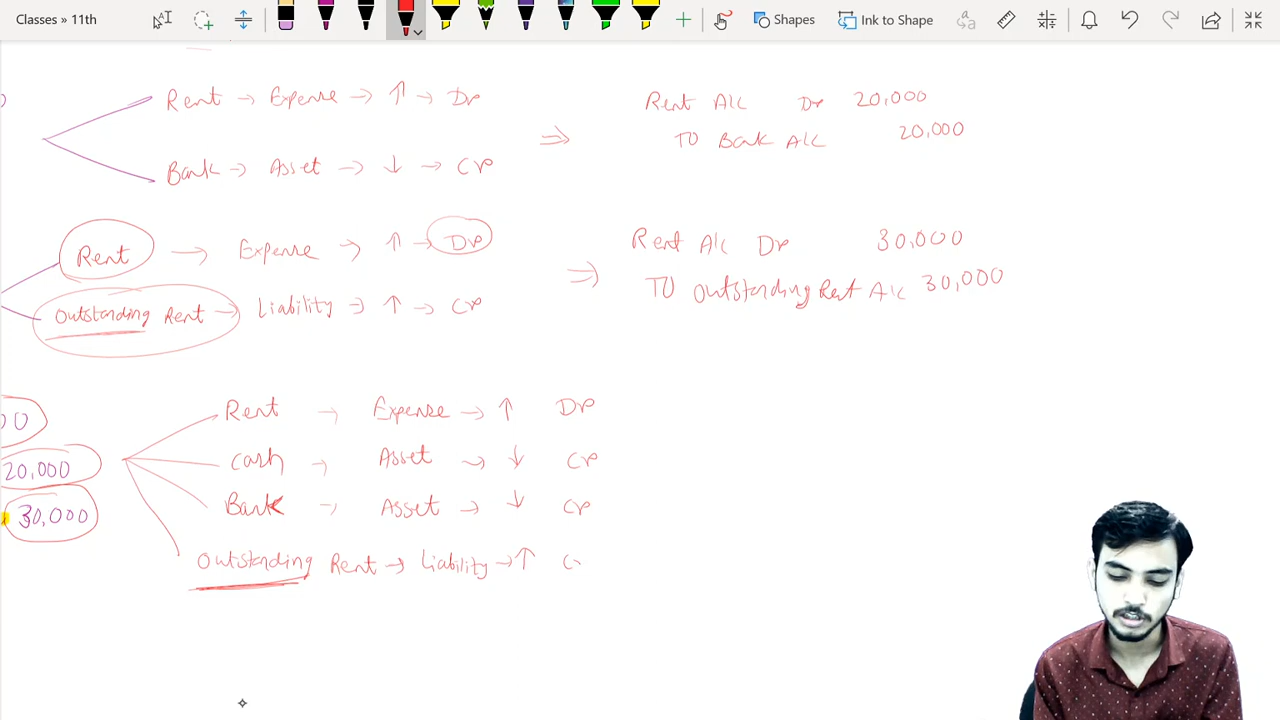 Classes » 11th
Shapes
Ink to Shape
Rent → Expense → ↑ → Dr
Rent A/c Dr 20,000
TO Bank A/c 20,000
Bank → Asset → ↓ → Cr
⇒
Rent → Expense → ↑ → Dr
Rent A/c Dr 30,000
⇒
TO Outstanding Rent A/c 30,000
Outstanding Rent → Liability → ↑ → Cr
Rent → Expense → ↑ Dr
20,000
Cash → Asset → ↓ Cr
30,000
Bank → Asset → ↓ Cr
Outstanding Rent → Liability → ↑ C